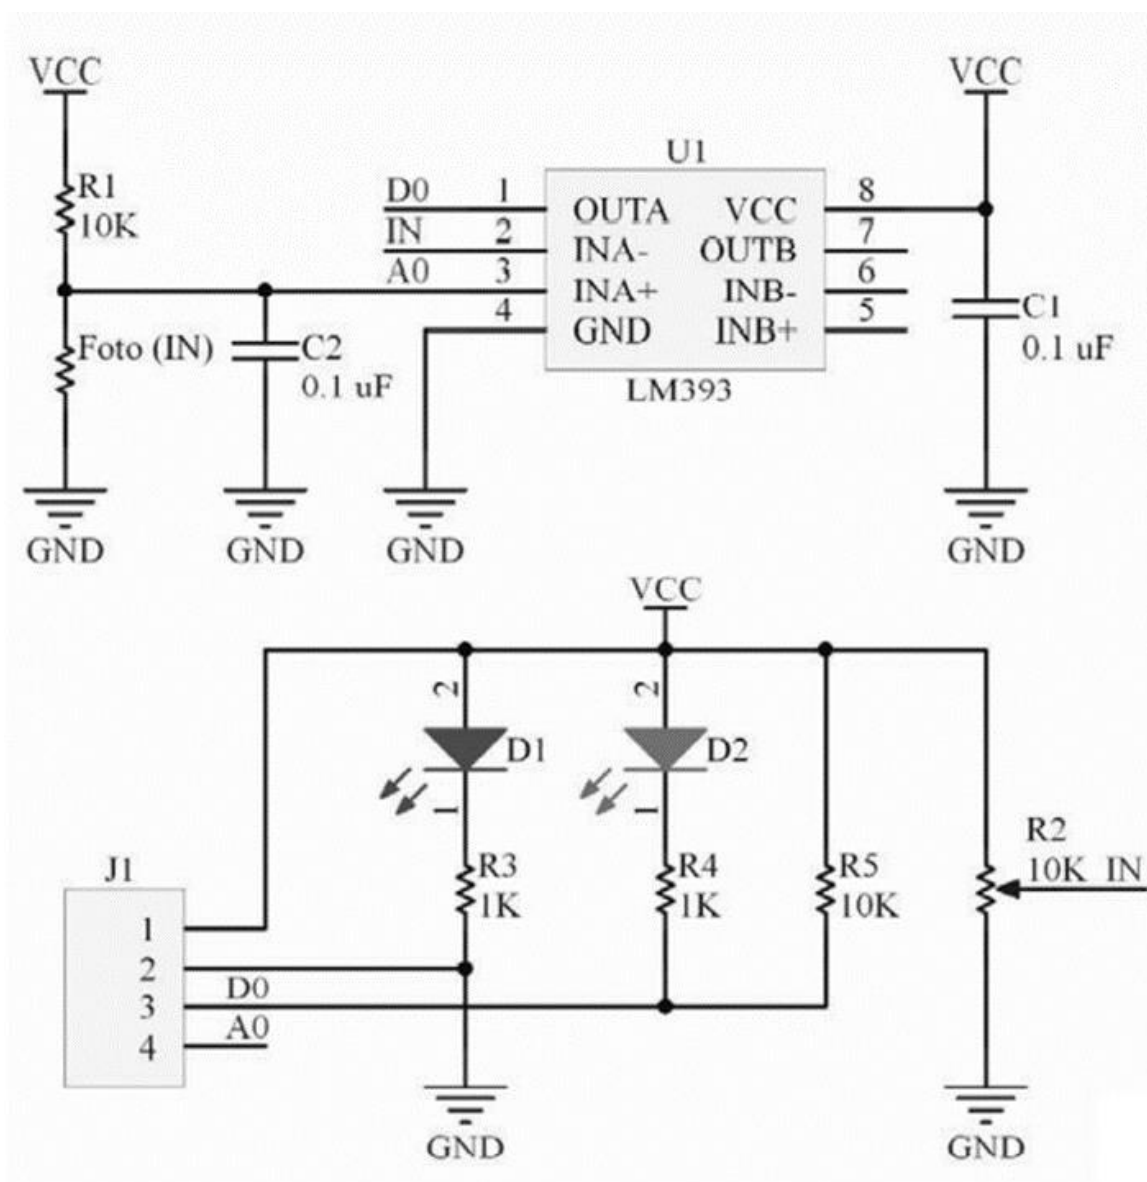 VCC
VCC
U1
R1
10K
D0 1
IN 2
A0 3
4
OUTA VCC
INA- OUTB
INA+ INB-
GND INB+
8
7
6
5
LM393
Foto (IN)
C2
0.1 uF
C1
0.1 uF
GND
GND
GND
GND
VCC
2
D1
1
2
D2
1
R3
1K
R4
1K
R5
10K
R2
10K IN
J1
1
2
3
4
D0
A0
GND
GND